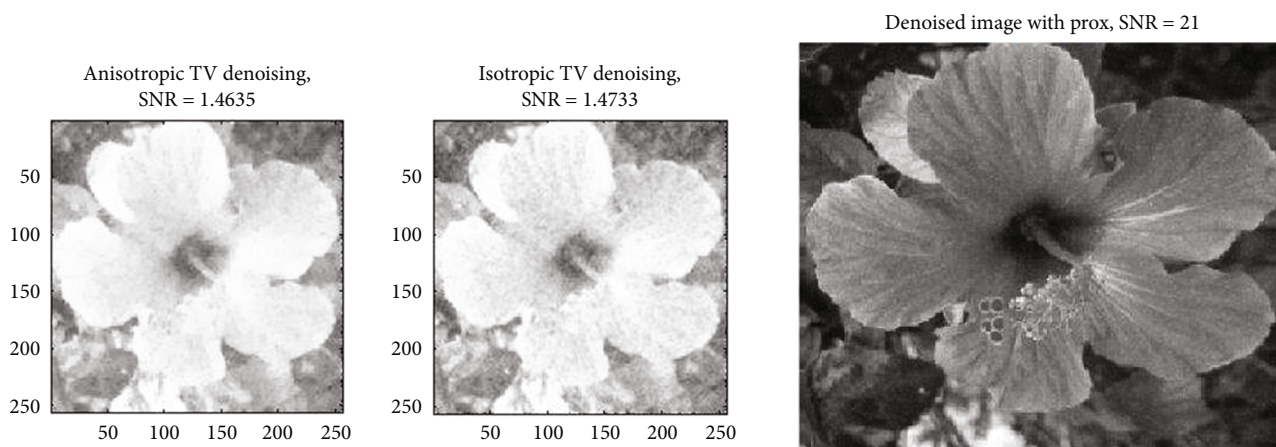 Anisotropic TV denoising,
SNR = 1.4635
50
100
150
200
250
50 100 150 200 250
Isotropic TV denoising,
SNR = 1.4733
50
100
150
200
250
50 100 150 200 250
Denoised image with prox, SNR = 21